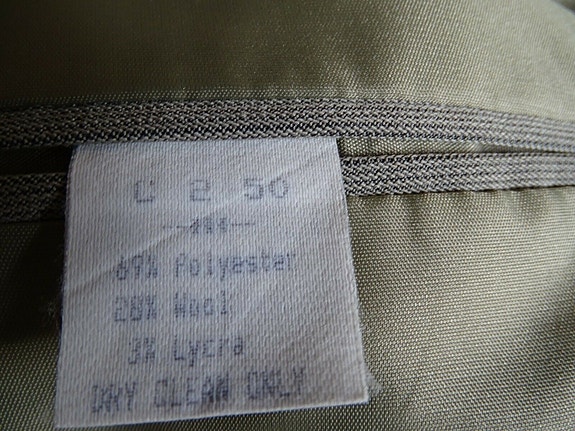 C 2 50
--###--
69% Polyester
28% Wool
3% Lycra
DRY CLEAN ONLY